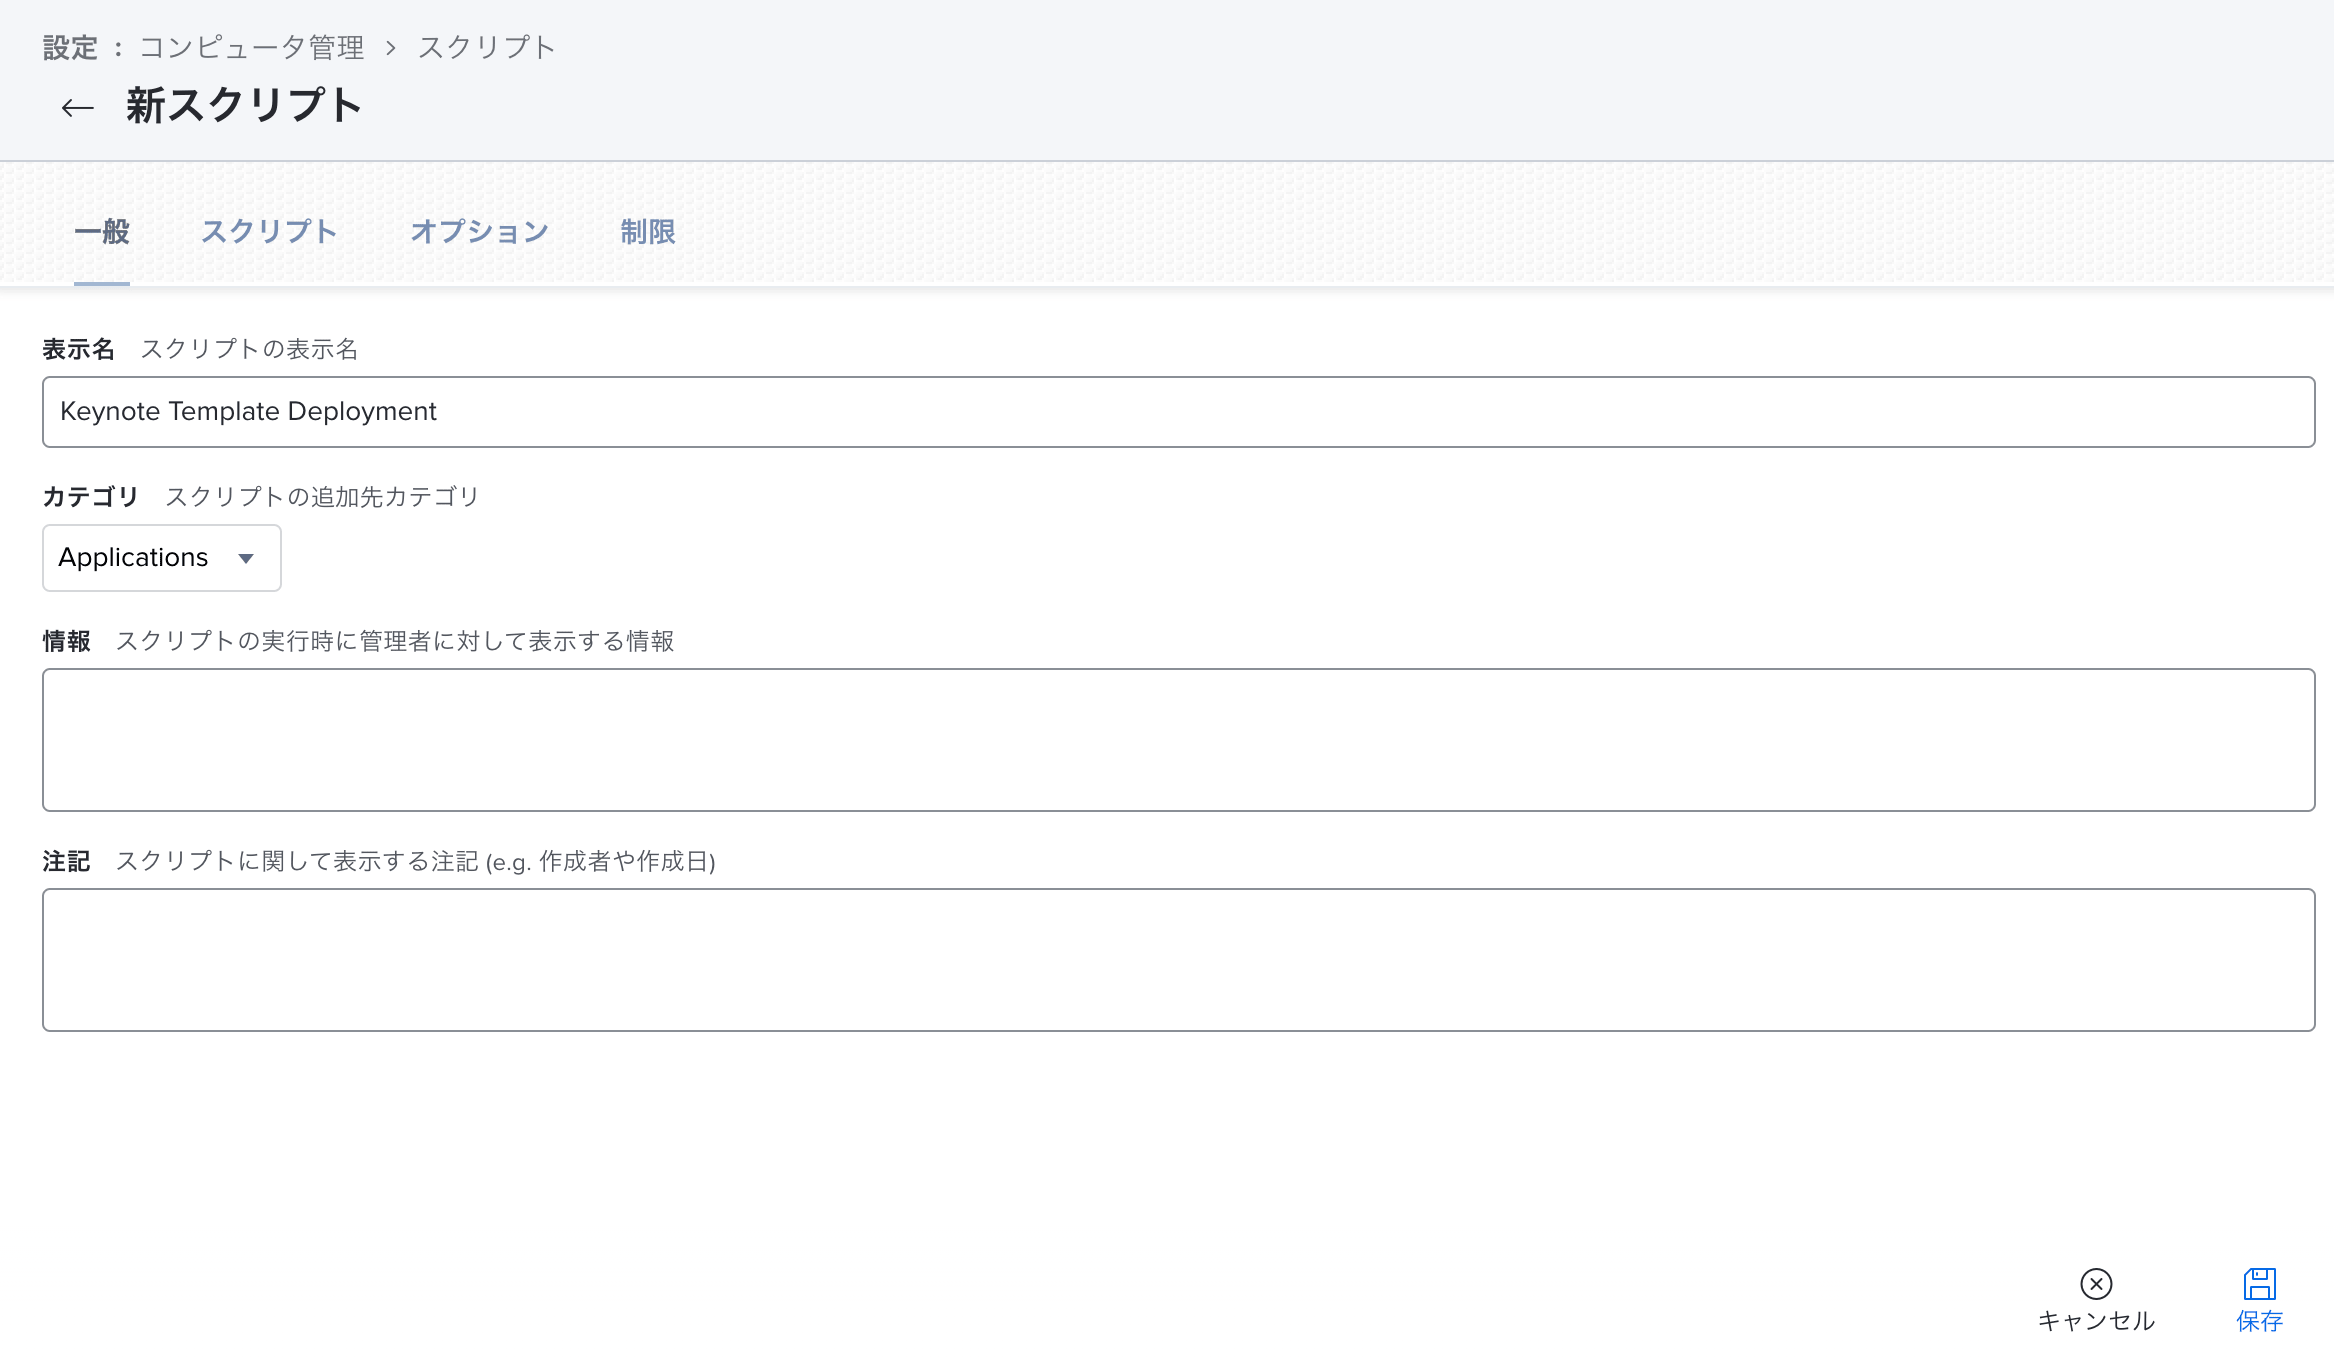 設定 : コンピュータ管理 › スクリプト
← 新スクリプト
一般 スクリプト オプション 制限
表示名 スクリプトの表示名
Keynote Template Deployment
カテゴリ スクリプトの追加先カテゴリ
Applications
情報 スクリプトの実行時に管理者に対して表示する情報
注記 スクリプトに関して表示する注記 (e.g. 作成者や作成日)
キャンセル 保存